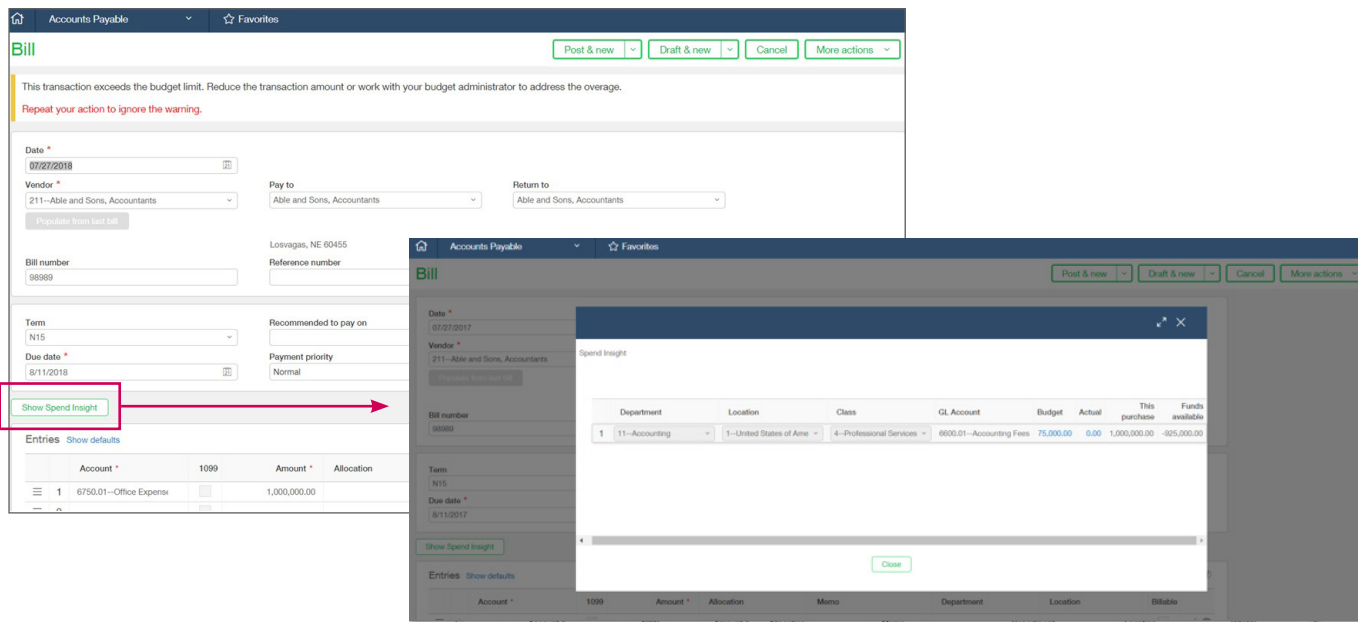 Accounts Payable Favorites
Bill Post & new Draft & new Cancel More actions
This transaction exceeds the budget limit. Reduce the transaction amount or work with your budget administrator to address the overage.
Repeat your action to ignore the warning.
Date *
07/27/2018
Vendor * Pay to Return to
211--Able and Sons, Accountants Able and Sons, Accountants Able and Sons, Accountants
Populate from last bill
Losvagas, NE 60455
Bill number Reference number
98989
Term Recommended to pay on
N15
Due date * Payment priority
8/11/2018 Normal
Show Spend Insight
Entries Show defaults
Account * 1099 Amount * Allocation
1 6750.01--Office Expense 1,000,000.00
Accounts Payable Favorites
Bill Post & new Draft & new Cancel More actions
Date *
07/27/2017
Vendor *
211--Able and Sons, Accountants
Populate from last bill
Bill number
98989
Term
N15
Due date *
8/11/2017
Show Spend Insight
Spend Insight
Department Location Class GL Account Budget Actual This purchase Funds available
1 11--Accounting 1--United States of Ame 4--Professional Services 6600.01--Accounting Fees 75,000.00 0.00 1,000,000.00 -925,000.00
Close
Entries Show defaults
Account * 1099 Amount * Allocation Memo Department Location Billable